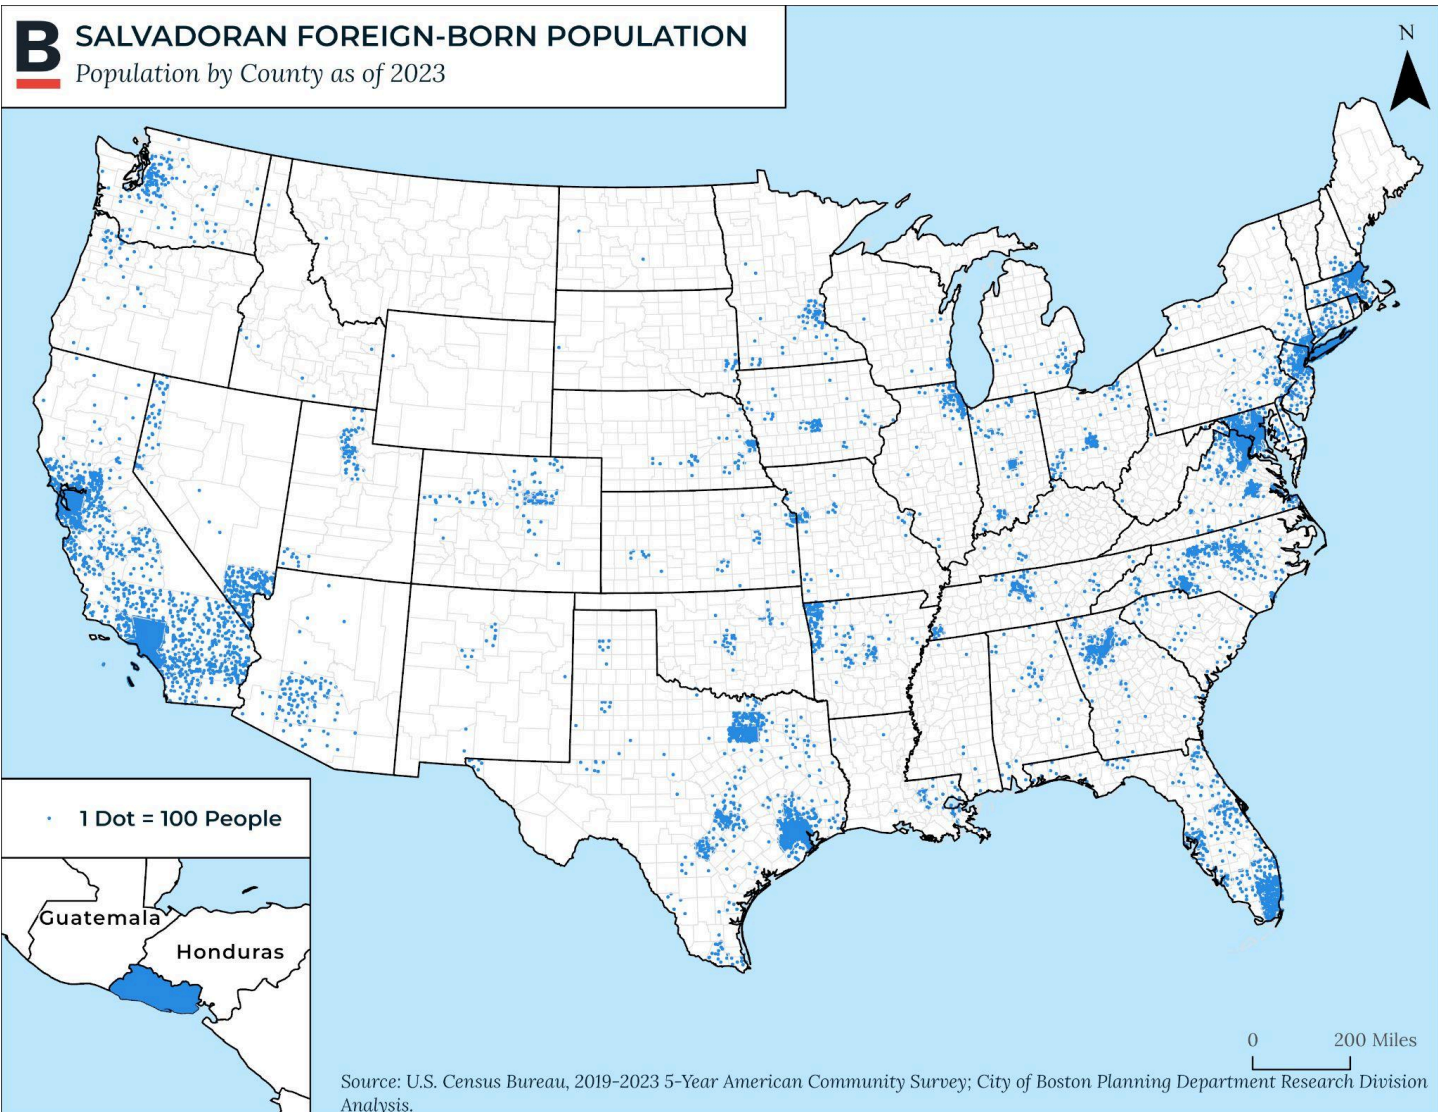 B
SALVADORAN FOREIGN-BORN POPULATION
Population by County as of 2023
N
1 Dot = 100 People
Guatemala
Honduras
0 200 Miles
Source: U.S. Census Bureau, 2019-2023 5-Year American Community Survey; City of Boston Planning Department Research Division
Analysis.